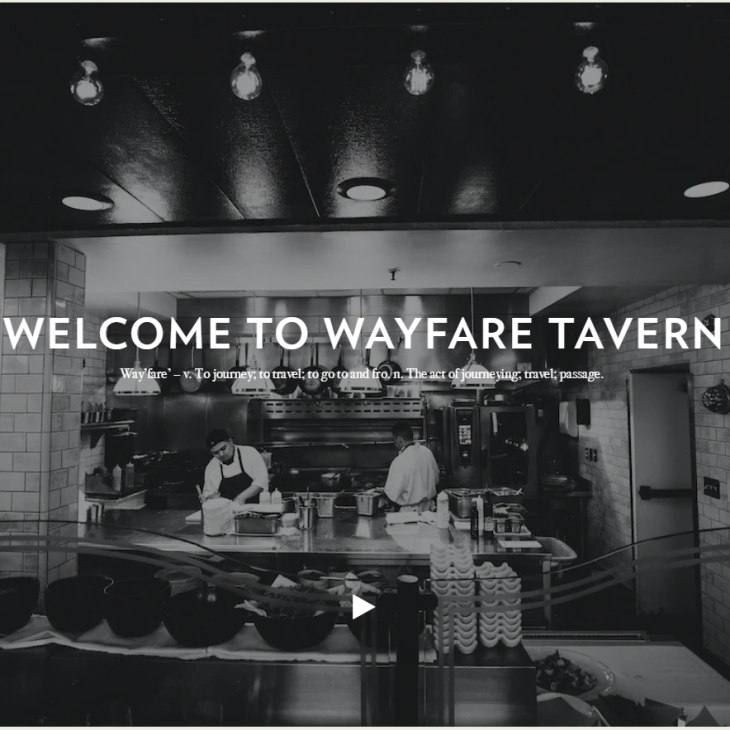 WELCOME TO WAYFARE TAVERN
Way'fare' – v. To journey; to travel; to go to and fro. n. The act of journeying; travel; passage.